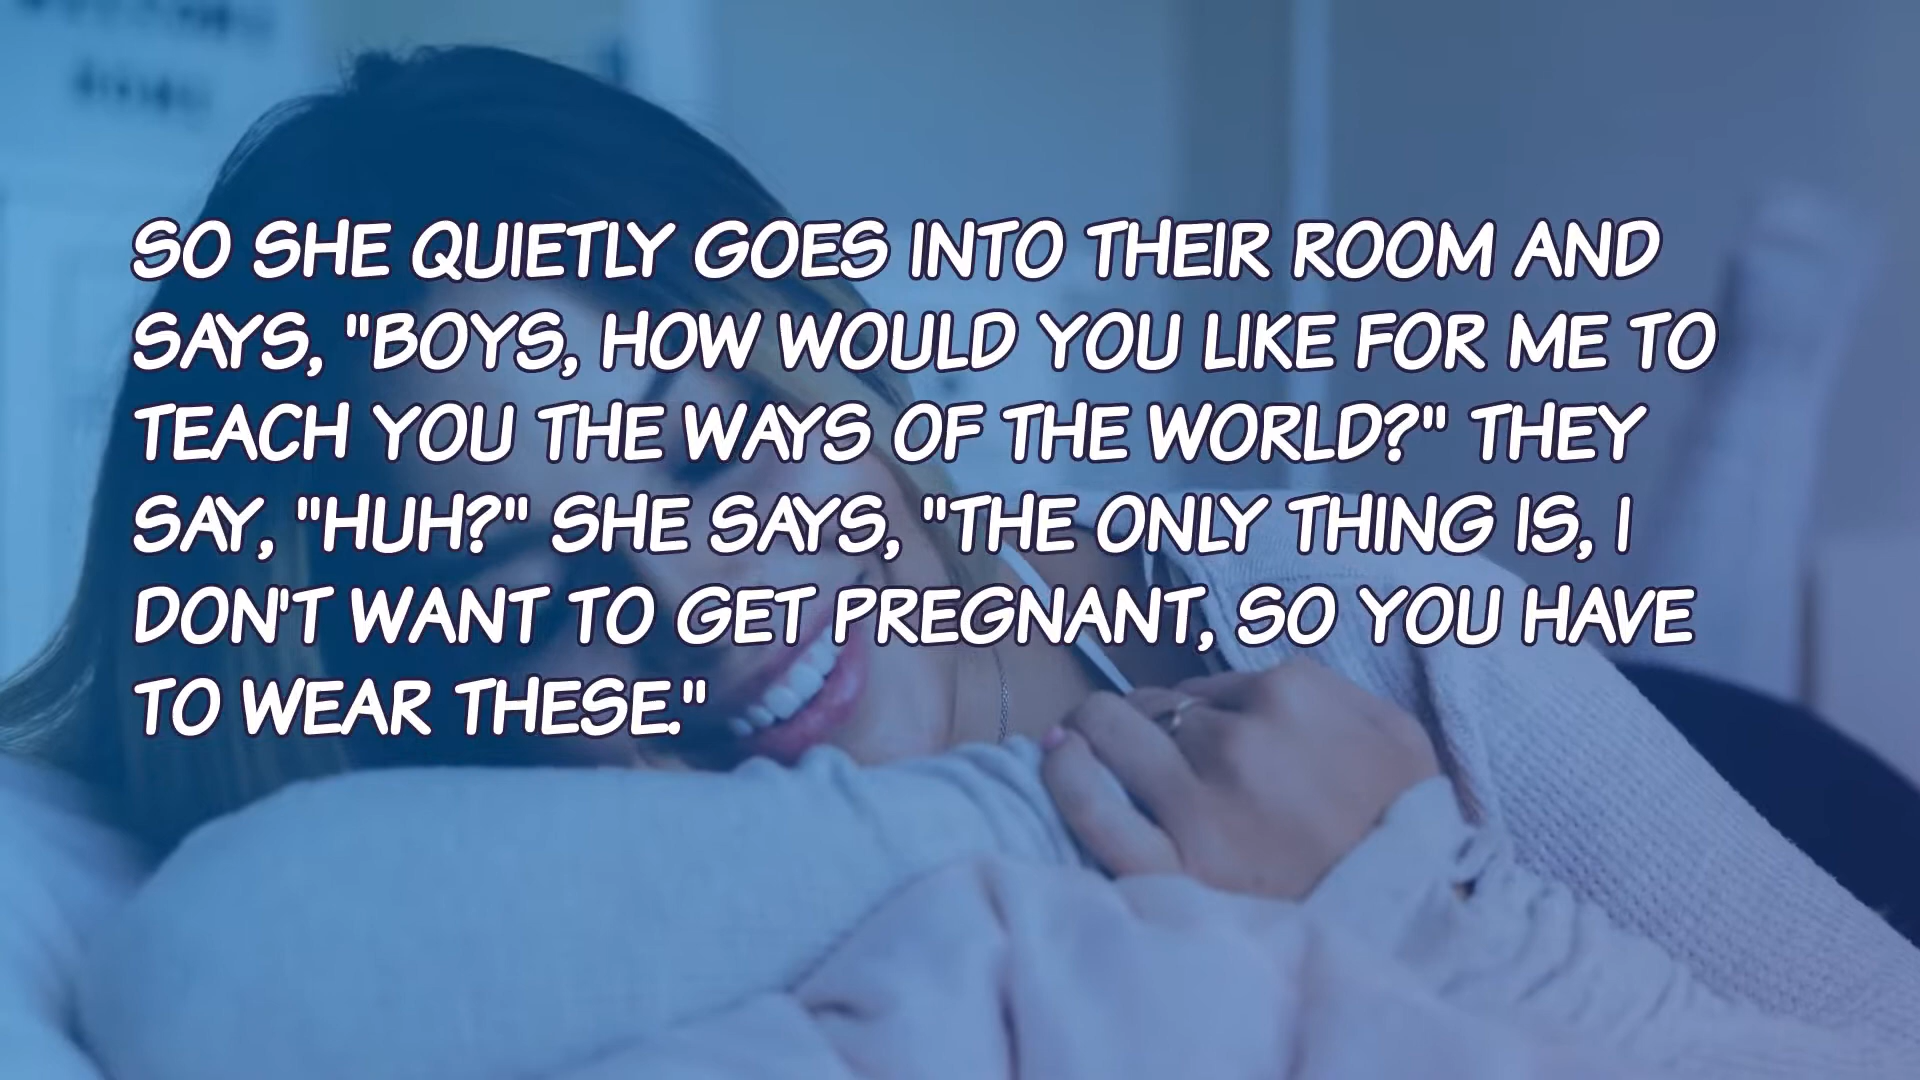 SO SHE QUIETLY GOES INTO THEIR ROOM AND
SAYS, "BOYS, HOW WOULD YOU LIKE FOR ME TO
TEACH YOU THE WAYS OF THE WORLD?" THEY
SAY, "HUH?" SHE SAYS, "THE ONLY THING IS, I
DON'T WANT TO GET PREGNANT, SO YOU HAVE
TO WEAR THESE."